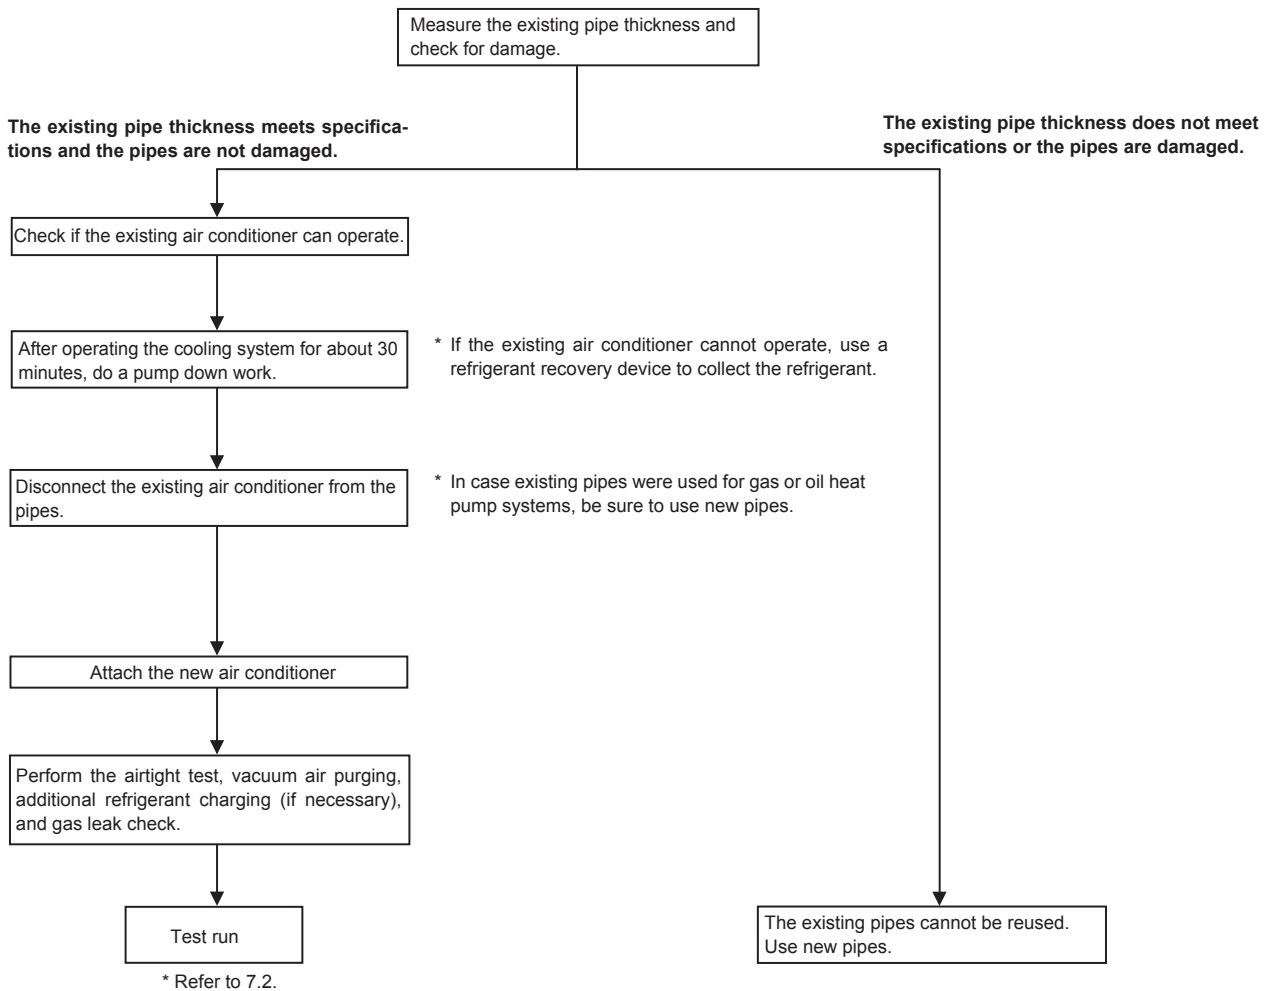 Measure the existing pipe thickness and
check for damage.
The existing pipe thickness meets specifica-
tions and the pipes are not damaged.
The existing pipe thickness does not meet
specifications or the pipes are damaged.
Check if the existing air conditioner can operate.
After operating the cooling system for about 30
minutes, do a pump down work.
* If the existing air conditioner cannot operate, use a
refrigerant recovery device to collect the refrigerant.
Disconnect the existing air conditioner from the
pipes.
* In case existing pipes were used for gas or oil heat
pump systems, be sure to use new pipes.
Attach the new air conditioner
Perform the airtight test, vacuum air purging,
additional refrigerant charging (if necessary),
and gas leak check.
Test run
* Refer to 7.2.
The existing pipes cannot be reused.
Use new pipes.